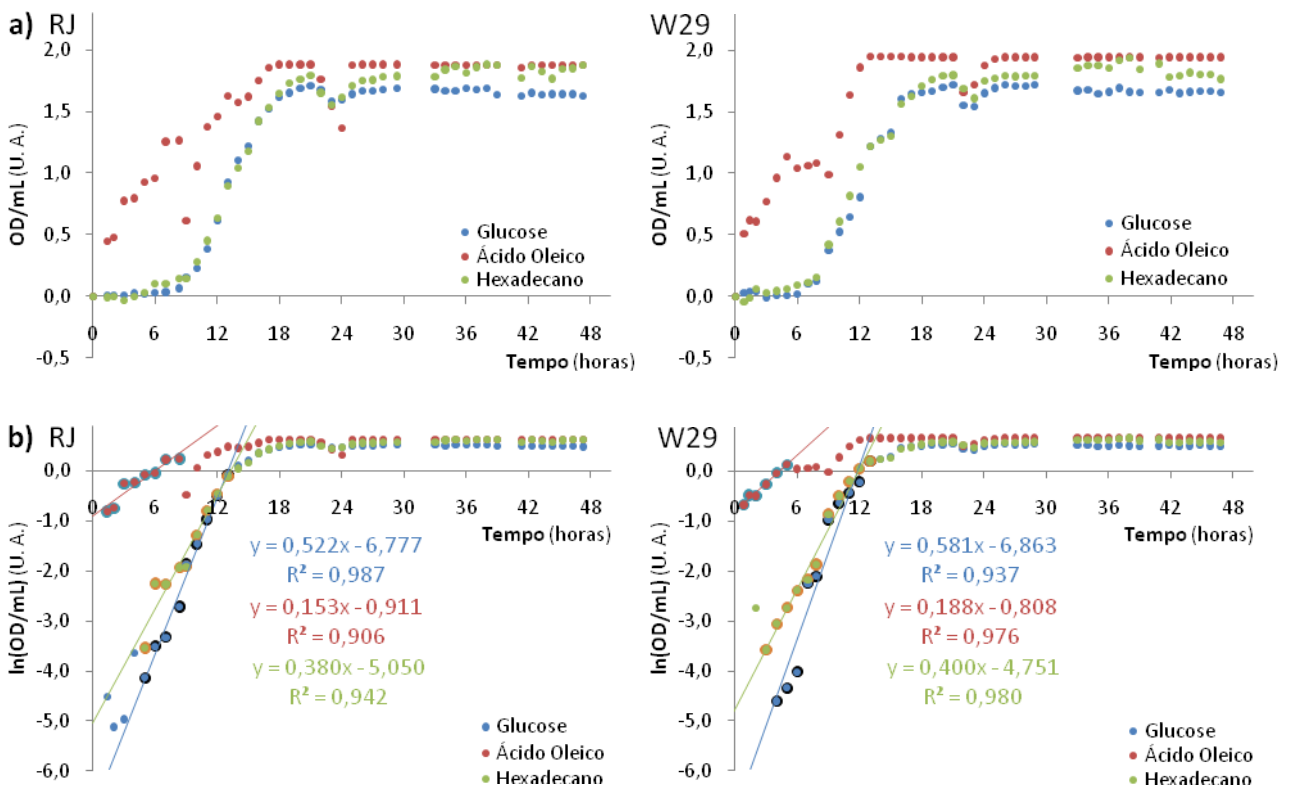 a) RJ
2,0
1,5
1,0
0,5
0,0
-0,5
OD/mL (U. A.)
Glucose
Ácido Oleico
Hexadecano
0 6 12 18 24 30 36 42 48
Tempo (horas)
W29
2,0
1,5
1,0
0,5
0,0
-0,5
OD/mL (U. A.)
Glucose
Ácido Oleico
Hexadecano
0 6 12 18 24 30 36 42 48
Tempo (horas)
b) RJ
0,0
-1,0
-2,0
-3,0
-4,0
-5,0
-6,0
ln(OD/mL) (U. A.)
0 6 12 18 24 30 36 42 48
Tempo (horas)
y = 0,522x - 6,777
R² = 0,987
y = 0,153x - 0,911
R² = 0,906
y = 0,380x - 5,050
R² = 0,942
Glucose
Ácido Oleico
Hexadecano
W29
0,0
-1,0
-2,0
-3,0
-4,0
-5,0
-6,0
ln(OD/mL) (U. A.)
0 6 12 18 24 30 36 42 48
Tempo (horas)
y = 0,581x - 6,863
R² = 0,937
y = 0,188x - 0,808
R² = 0,976
y = 0,400x - 4,751
R² = 0,980
Glucose
Ácido Oleico
Hexadecano